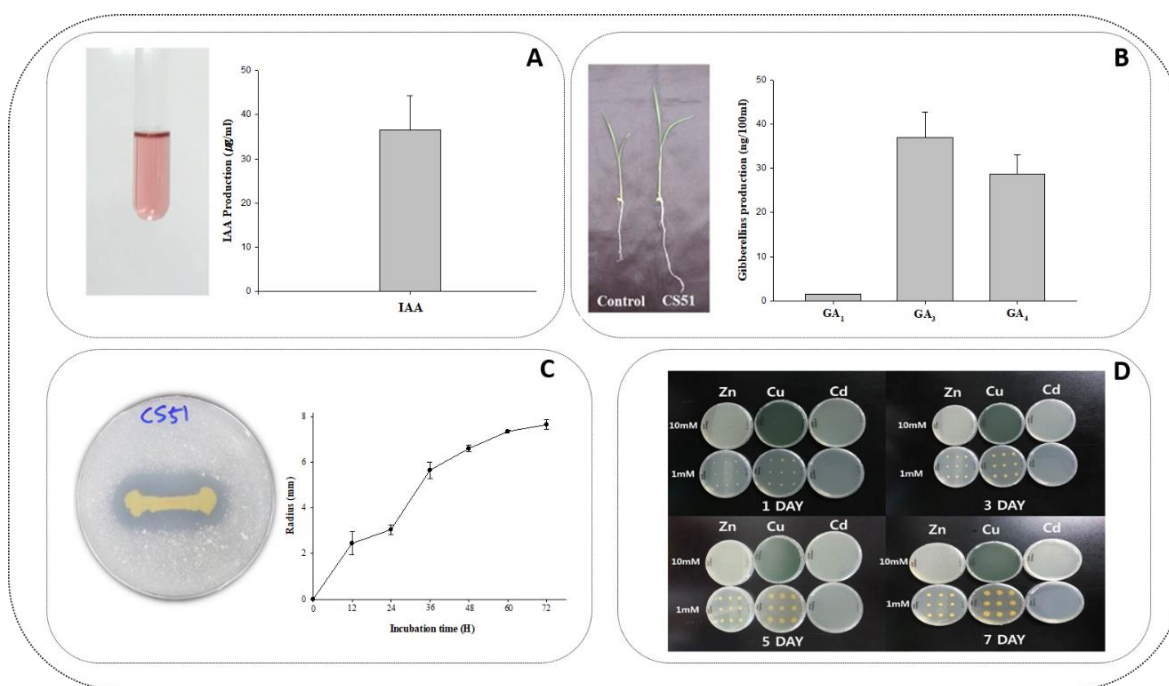 A
50
40
30
20
10
0
IAA Production (㎍/ml)
IAA
B
Control CS51
50
40
30
20
10
0
Gibberellins production (ng/100ml)
GA₁ GA₃ GA₄
C
CS51
8
6
4
2
0
Radius (mm)
0 12 24 36 48 60 72
Incubation time (H)
D
Zn Cu Cd
10mM
1mM
1 DAY
Zn Cu Cd
10mM
1mM
3 DAY
Zn Cu Cd
10mM
1mM
5 DAY
Zn Cu Cd
10mM
1mM
7 DAY